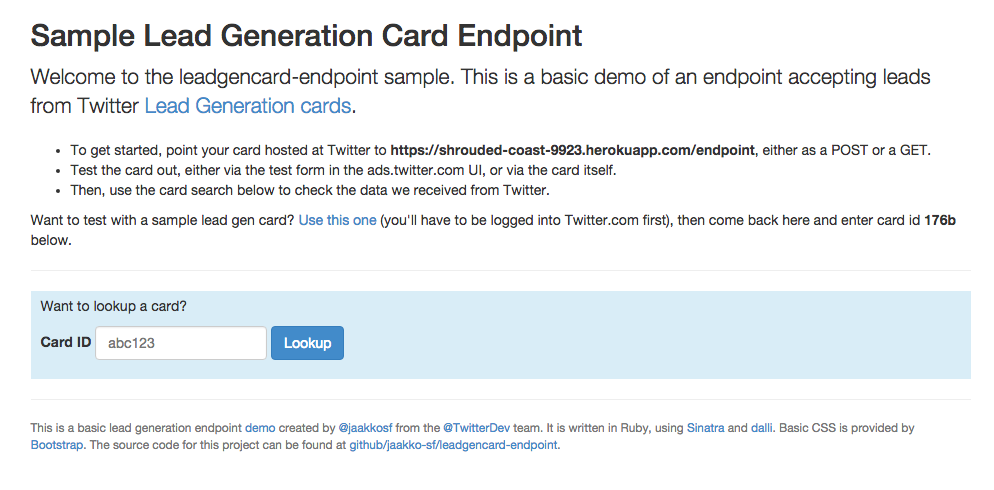 Sample Lead Generation Card Endpoint
Welcome to the leadgencard-endpoint sample. This is a basic demo of an endpoint accepting leads
from Twitter Lead Generation cards.
• To get started, point your card hosted at Twitter to https://shrouded-coast-9923.herokuapp.com/endpoint, either as a POST or a GET.
• Test the card out, either via the test form in the ads.twitter.com UI, or via the card itself.
• Then, use the card search below to check the data we received from Twitter.
Want to test with a sample lead gen card? Use this one (you'll have to be logged into Twitter.com first), then come back here and enter card id 176b
below.
Want to lookup a card?
Card ID abc123 Lookup
This is a basic lead generation endpoint demo created by @jaakkosf from the @TwitterDev team. It is written in Ruby, using Sinatra and dalli. Basic CSS is provided by
Bootstrap. The source code for this project can be found at github/jaakko-sf/leadgencard-endpoint.